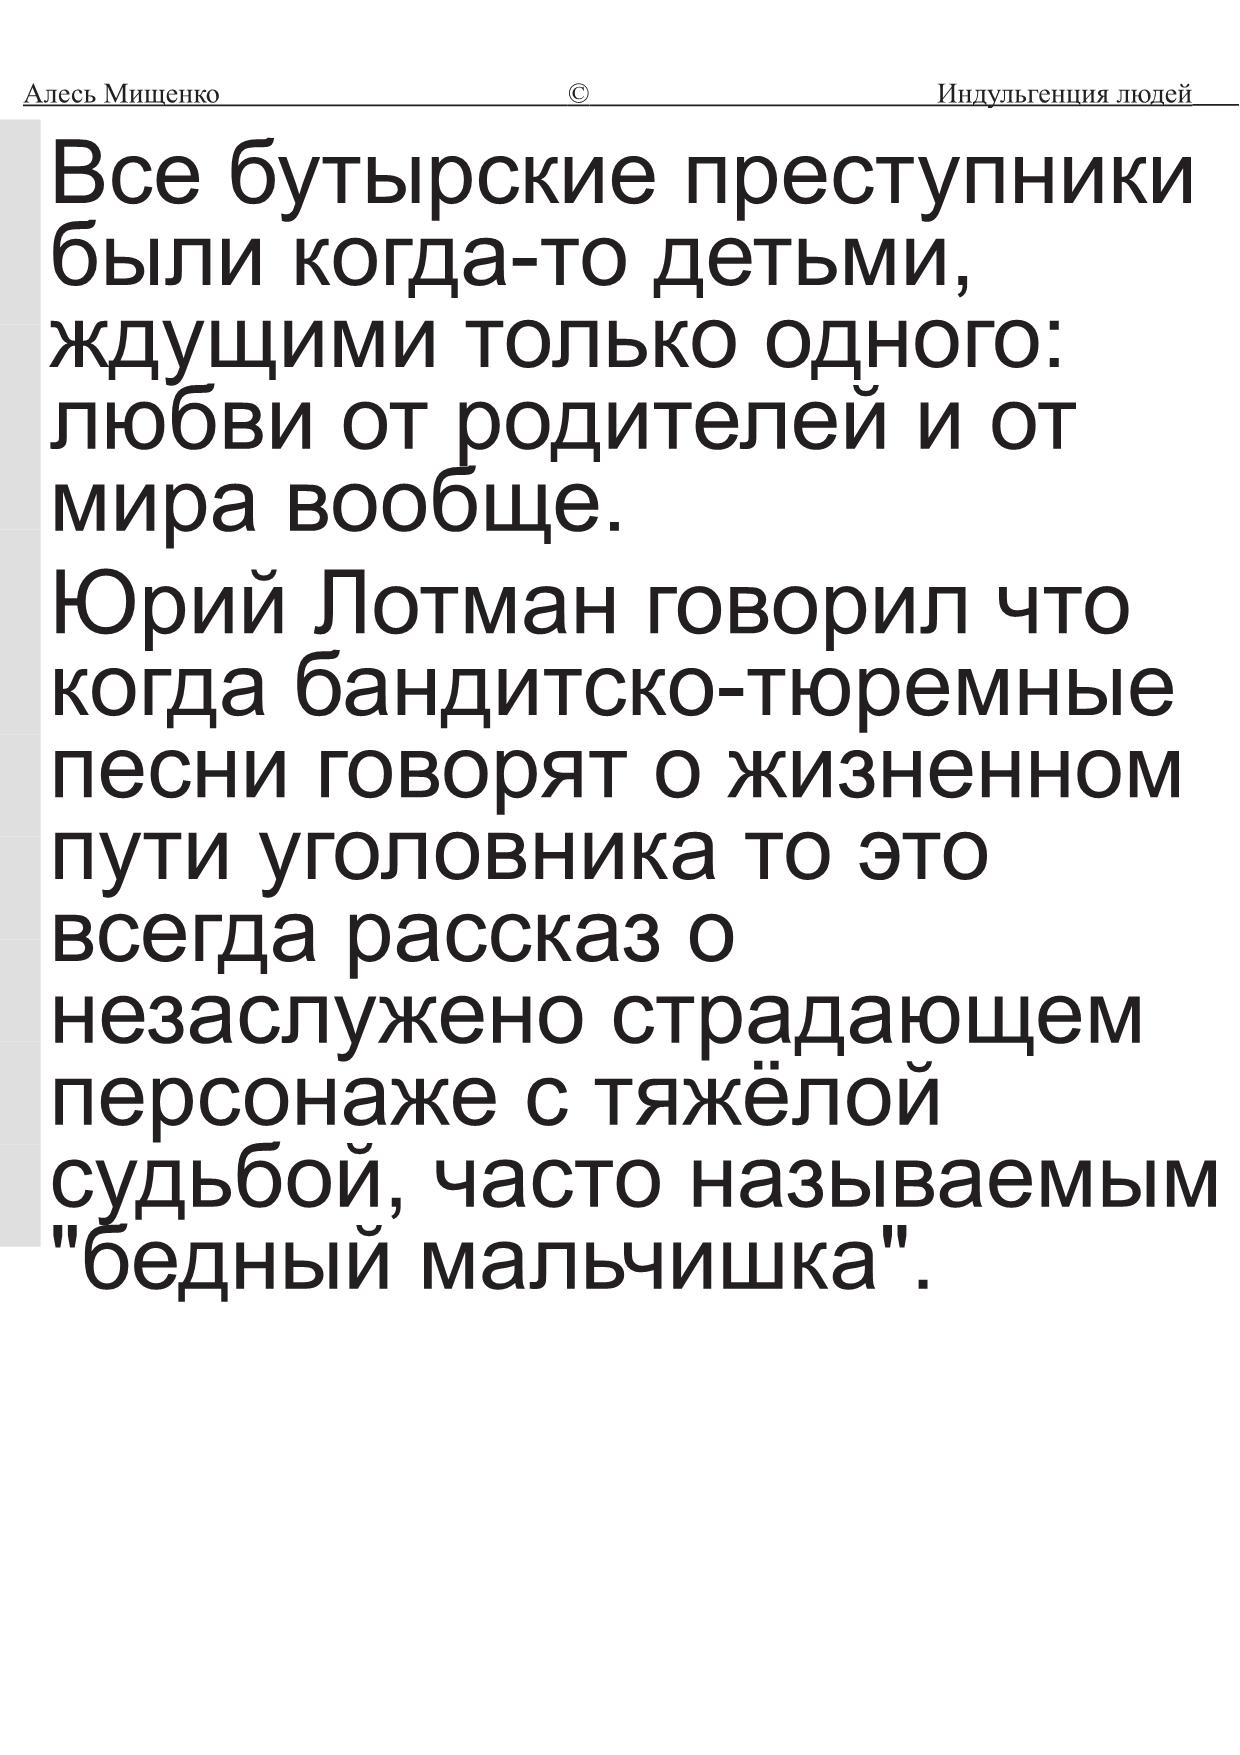 Алесь Мищенко © Индульгенция людей
Все бутырские преступники
были когда-то детьми,
ждущими только одного:
любви от родителей и от
мира вообще.
Юрий Лотман говорил что
когда бандитско-тюремные
песни говорят о жизненном
пути уголовника то это
всегда рассказ о
незаслужено страдающем
персонаже с тяжёлой
судьбой, часто называемым
"бедный мальчишка".